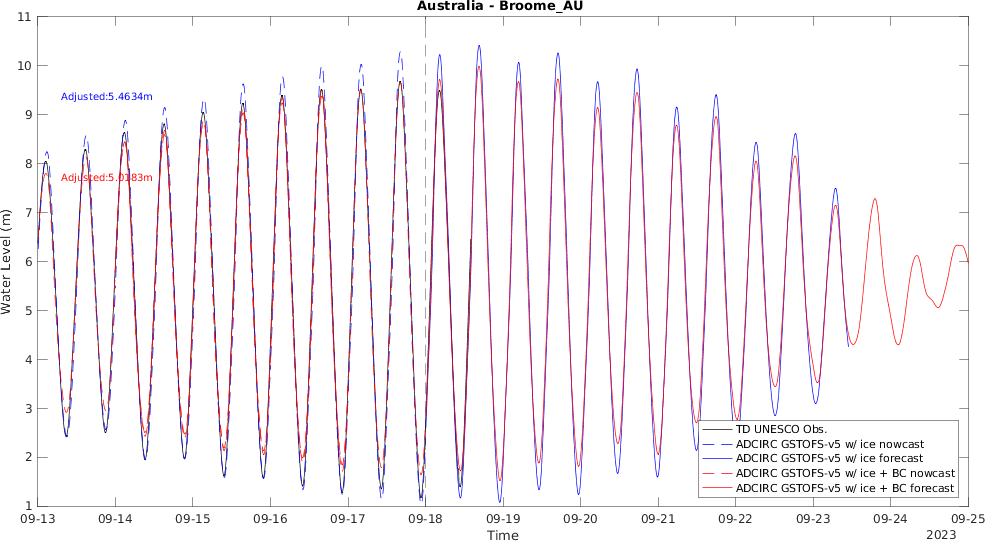 Australia - Broome_AU
11
10
9
8
7
6
5
4
3
2
1
Water Level (m)
Adjusted:5.4634m
Adjusted:5.0183m
TD UNESCO Obs.
ADCIRC GSTOFS-v5 w/ ice nowcast
ADCIRC GSTOFS-v5 w/ ice forecast
ADCIRC GSTOFS-v5 w/ ice + BC nowcast
ADCIRC GSTOFS-v5 w/ ice + BC forecast
09-13 09-14 09-15 09-16 09-17 09-18 09-19 09-20 09-21 09-22 09-23 09-24 09-25
Time
2023